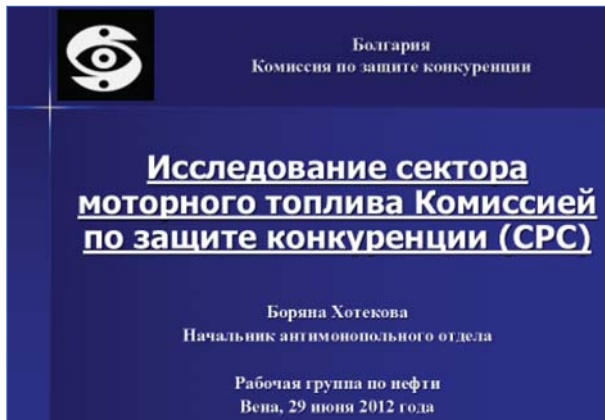 Болгария
Комиссия по защите конкуренции
Исследование сектора
моторного топлива Комиссией
по защите конкуренции (СРС)
Боряна Хотекова
Начальник антимонопольного отдела
Рабочая группа по нефти
Вена, 29 июня 2012 года